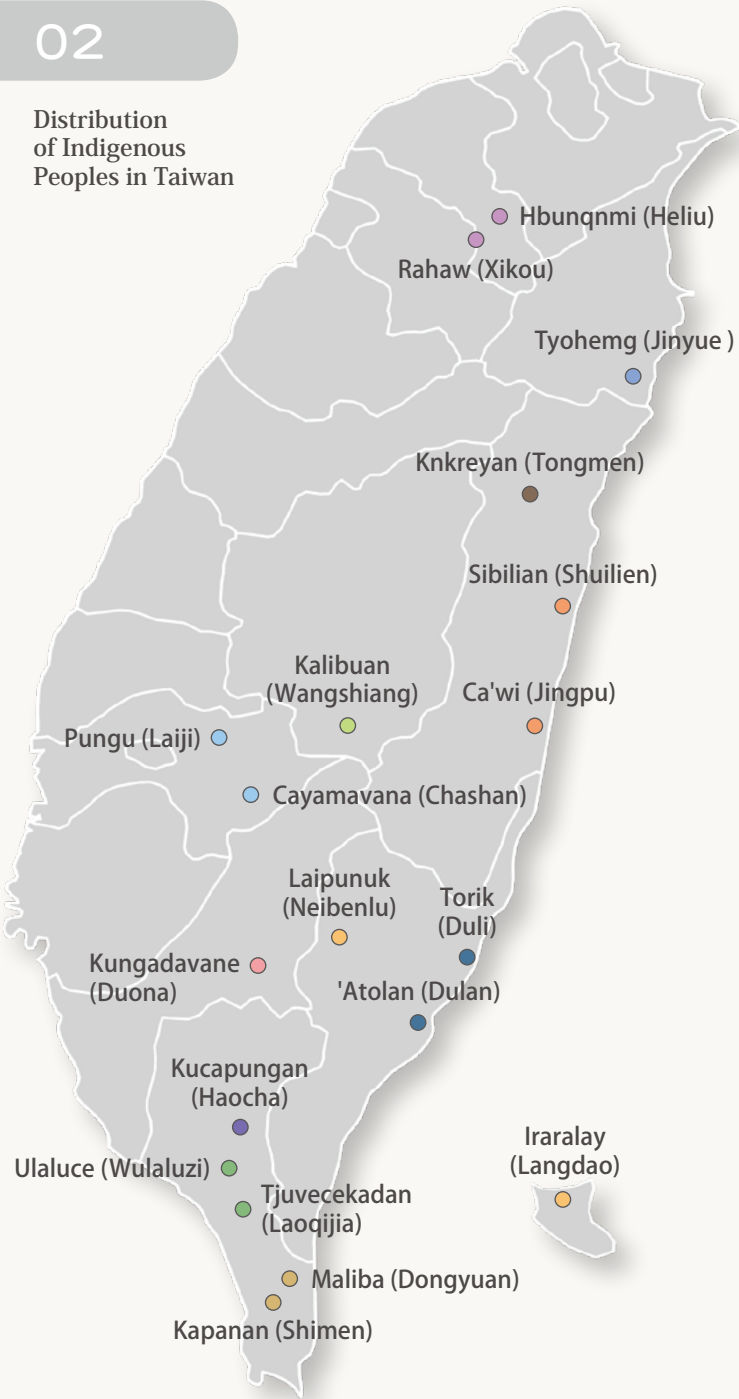 02
Distribution
of Indigenous
Peoples in Taiwan
Hbunqnmi (Heliu)
Rahaw (Xikou)
Tyohemg (Jinyue )
Knkreyan (Tongmen)
Sibilian (Shuilien)
Kalibuan
(Wangshiang)
Ca'wi (Jingpu)
Pungu (Laiji)
Cayamavana (Chashan)
Laipunuk
(Neibenlu)
Torik
(Duli)
Kungadavane
(Duona)
'Atolan (Dulan)
Kucapungan
(Haocha)
Iraralay
(Langdao)
Ulaluce (Wulaluzi)
Tjuvecekadan
(Laoqijia)
Maliba (Dongyuan)
Kapanan (Shimen)